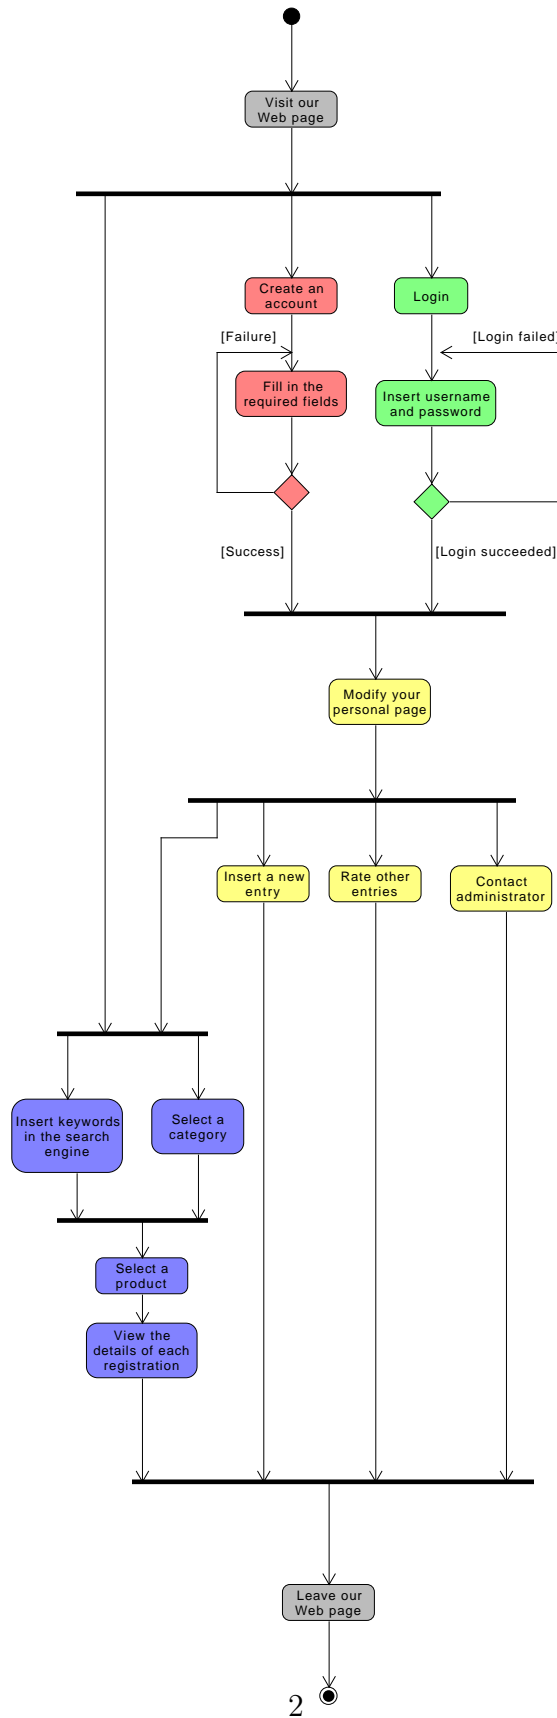 Visit our
Web page
Create an
account
Login
[Failure]
[Login failed]
Fill in the
required fields
Insert username
and password
[Success]
[Login succeeded]
Modify your
personal page
Insert a new
entry
Rate other
entries
Contact
administrator
Insert keywords
in the search
engine
Select a
category
Select a
product
View the
details of each
registration
Leave our
Web page
2